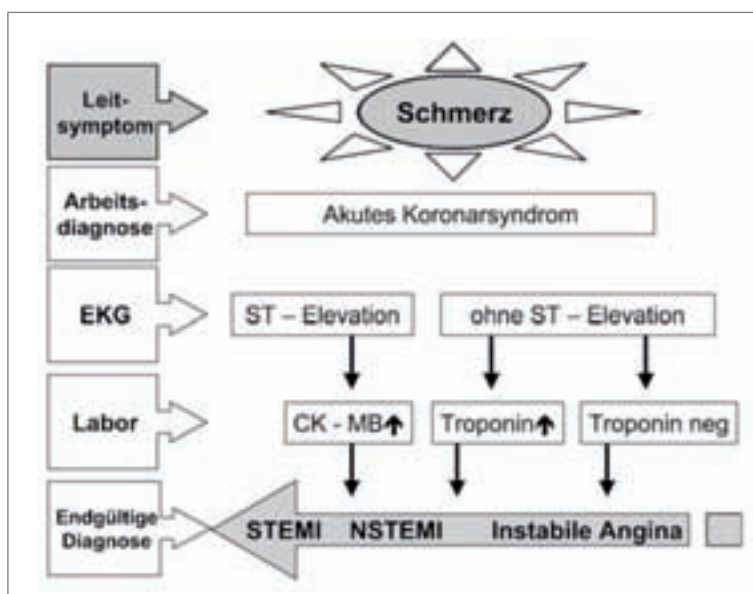 Leit-
symptom
Schmerz
Arbeits-
diagnose
Akutes Koronarsyndrom
EKG
ST – Elevation
ohne ST – Elevation
Labor
CK - MB↑
Troponin↑
Troponin neg
Endgültige
Diagnose
STEMI NSTEMI Instabile Angina